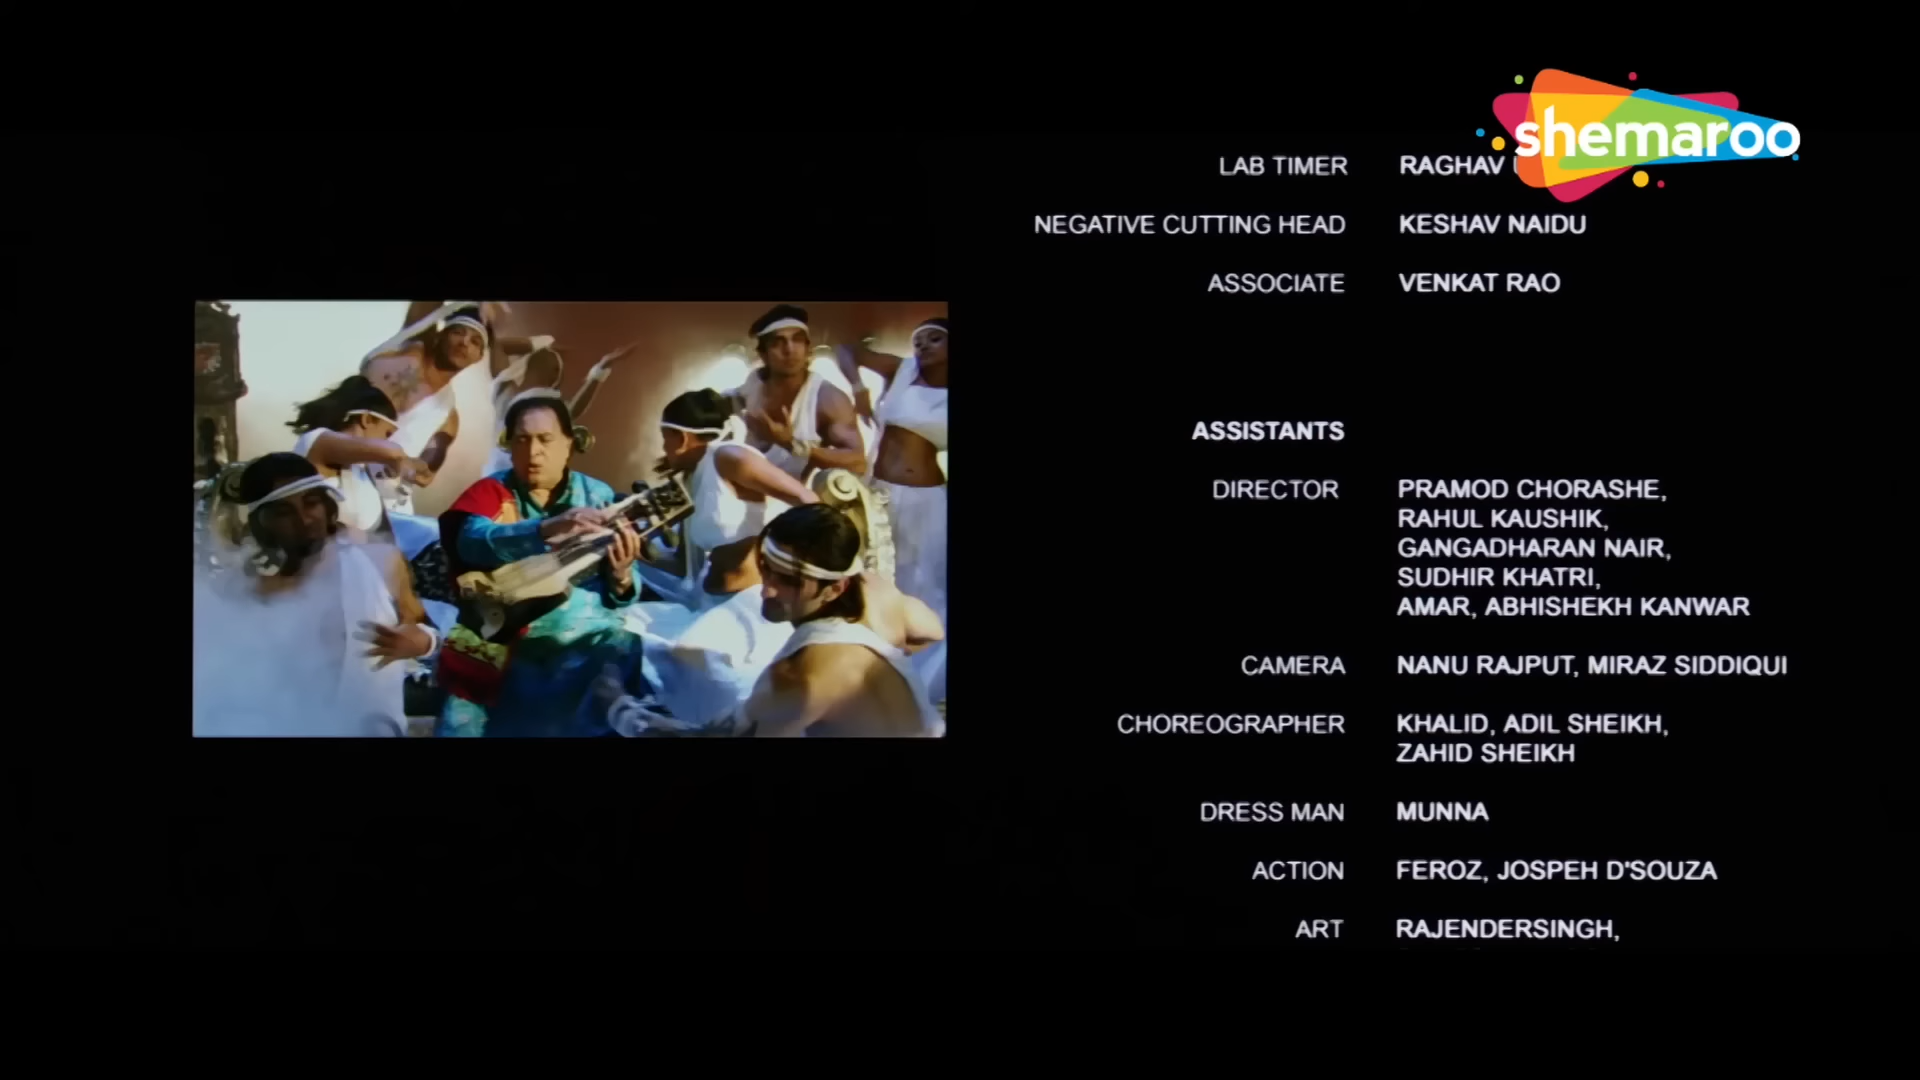 shemaroo
LAB TIMER RAGHAV
NEGATIVE CUTTING HEAD KESHAV NAIDU
ASSOCIATE VENKAT RAO
ASSISTANTS
DIRECTOR PRAMOD CHORASHE,
RAHUL KAUSHIK,
GANGADHARAN NAIR,
SUDHIR KHATRI,
AMAR, ABHISHEKH KANWAR
CAMERA NANU RAJPUT, MIRAZ SIDDIQUI
CHOREOGRAPHER KHALID, ADIL SHEIKH,
ZAHID SHEIKH
DRESS MAN MUNNA
ACTION FEROZ, JOSPEH D'SOUZA
ART RAJENDERSINGH,